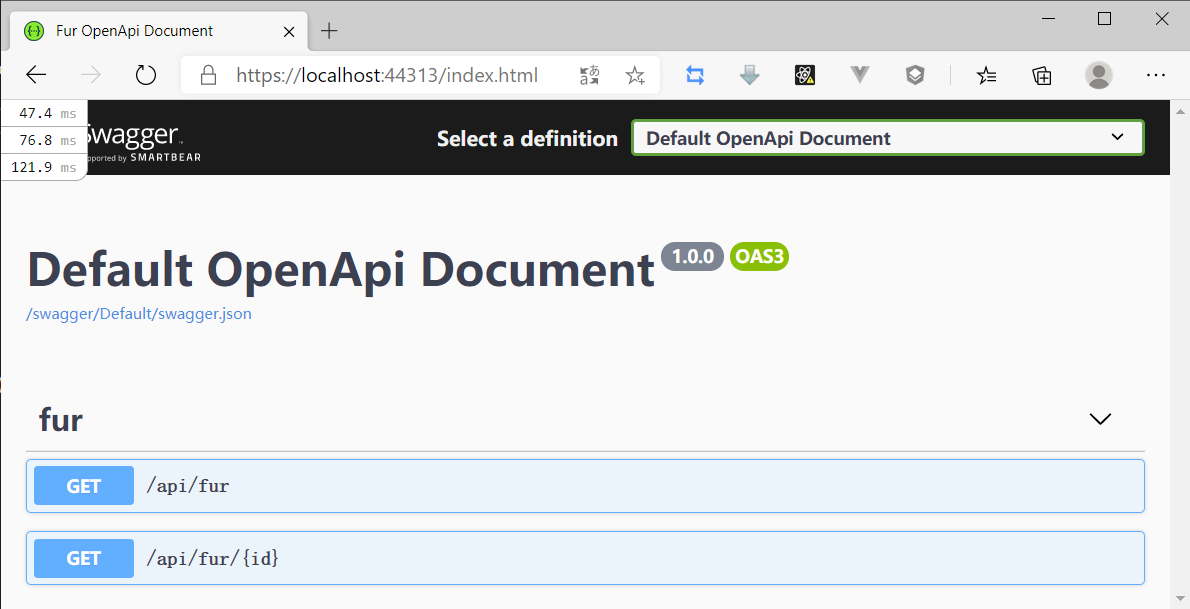 Fur OpenApi Document
https://localhost:44313/index.html
47.4 ms
76.8 ms
121.9 ms
Swagger
SMARTBEAR
Select a definition
Default OpenApi Document
Default OpenApi Document 1.0.0 OAS3
/swagger/Default/swagger.json
fur
GET /api/fur
GET /api/fur/{id}